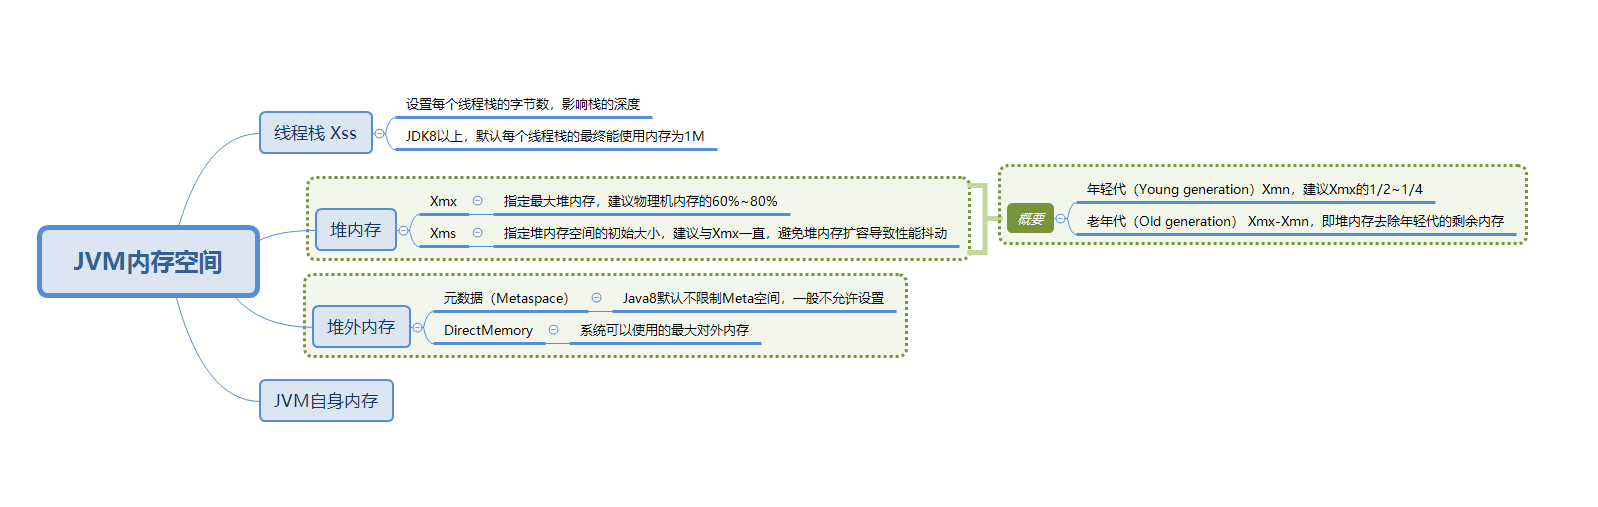 JVM内存空间
线程栈 Xss
设置每个线程栈的字节数，影响栈的深度
JDK8以上，默认每个线程栈的最终能使用内存为1M
堆内存
Xmx
指定最大堆内存，建议物理机内存的60%~80%
Xms
指定堆内存空间的初始大小，建议与Xmx一直，避免堆内存扩容导致性能抖动
概要
年轻代（Young generation）Xmn，建议Xmx的1/2~1/4
老年代（Old generation） Xmx-Xmn，即堆内存去除年轻代的剩余内存
堆外内存
元数据（Metaspace）
Java8默认不限制Meta空间，一般不允许设置
DirectMemory
系统可以使用的最大对外内存
JVM自身内存